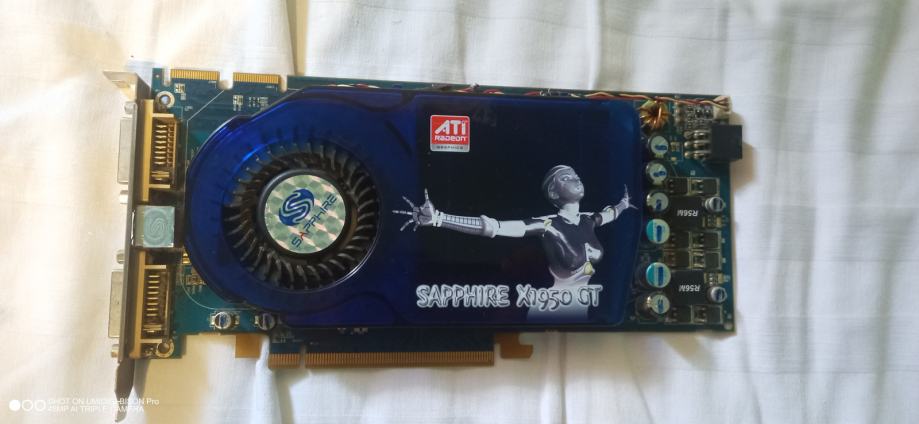 ATi
RADEON
GRAPHICS
SAPPHIRE
SAPPHIRE X1950 GT
R56M
R56M
SHOT ON UMIDIGI BISON Pro
48MP AI TRIPLE CAMERA